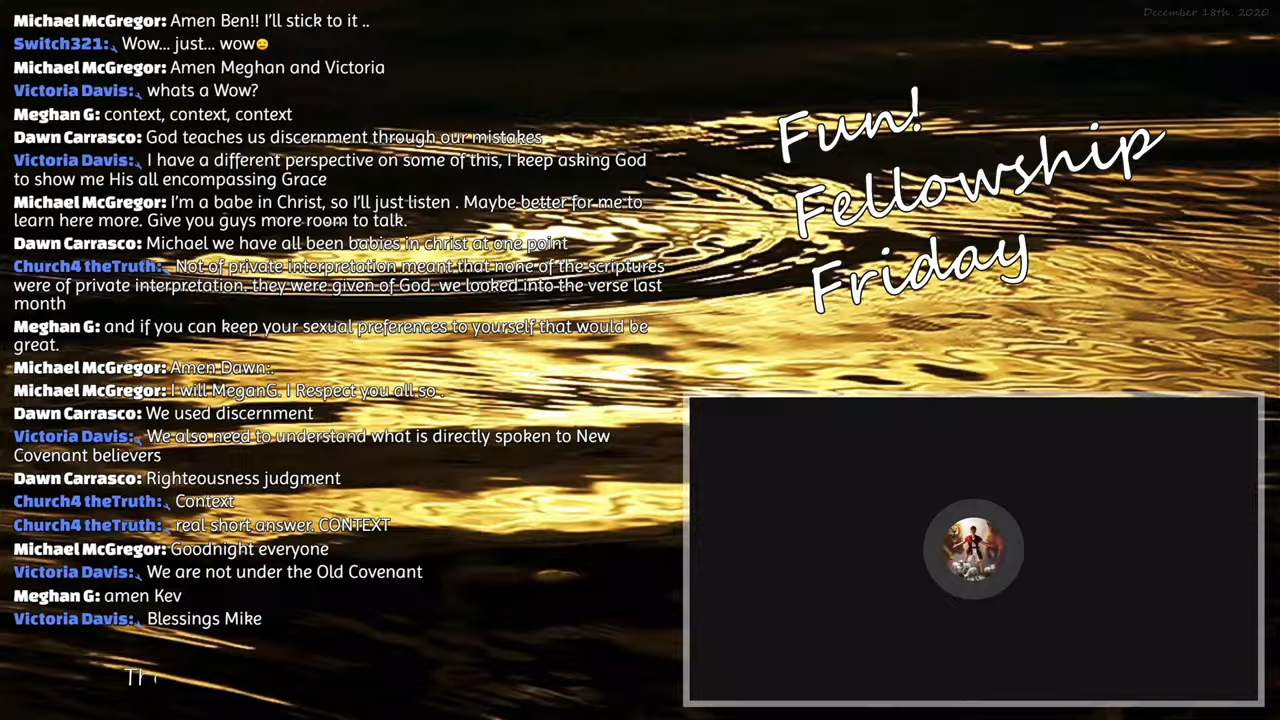 Michael McGregor: Amen Ben!! I'll stick to it ..
Switch321: Wow... just... wow😑
Michael McGregor: Amen Meghan and Victoria
Victoria Davis: whats a Wow?
Meghan G: context, context, context
Dawn Carrasco: God teaches us discernment through our mistakes
Victoria Davis: I have a different perspective on some of this, I keep asking God
to show me His all encompassing Grace
Michael McGregor: I'm a babe in Christ, so I'll just listen . Maybe better for me to
learn here more. Give you guys more room to talk.
Dawn Carrasco: Michael we have all been babies in christ at one point
Church4 theTruth: Not of private interpretation meant that none of the scriptures
were of private interpretation. they were given of God. we looked into the verse last
month
Meghan G: and if you can keep your sexual preferences to yourself that would be
great.
Michael McGregor: Amen Dawn:.
Michael McGregor: I will MeganG. I Respect you all so .
Dawn Carrasco: We used discernment
Victoria Davis: We also need to understand what is directly spoken to New
Covenant believers
Dawn Carrasco: Righteousness judgment
Church4 theTruth: Context
Church4 theTruth: real short answer. CONTEXT
Michael McGregor: Goodnight everyone
Victoria Davis: We are not under the Old Covenant
Meghan G: amen Kev
Victoria Davis: Blessings Mike
December 18th, 2020
Fun!
Fellowship
Friday